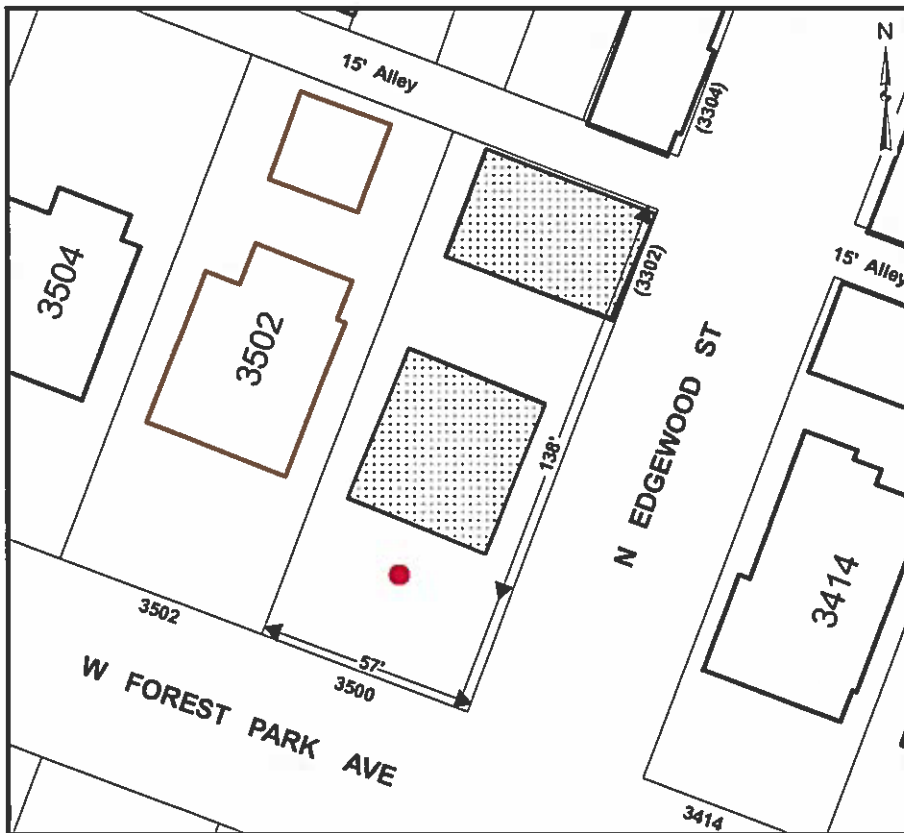 15' Alley
N
(3304)
15' Alley
(3302)
3504
3502
N EDGEWOOD ST
138'
3414
3502
57'
3500
W FOREST PARK AVE
3414